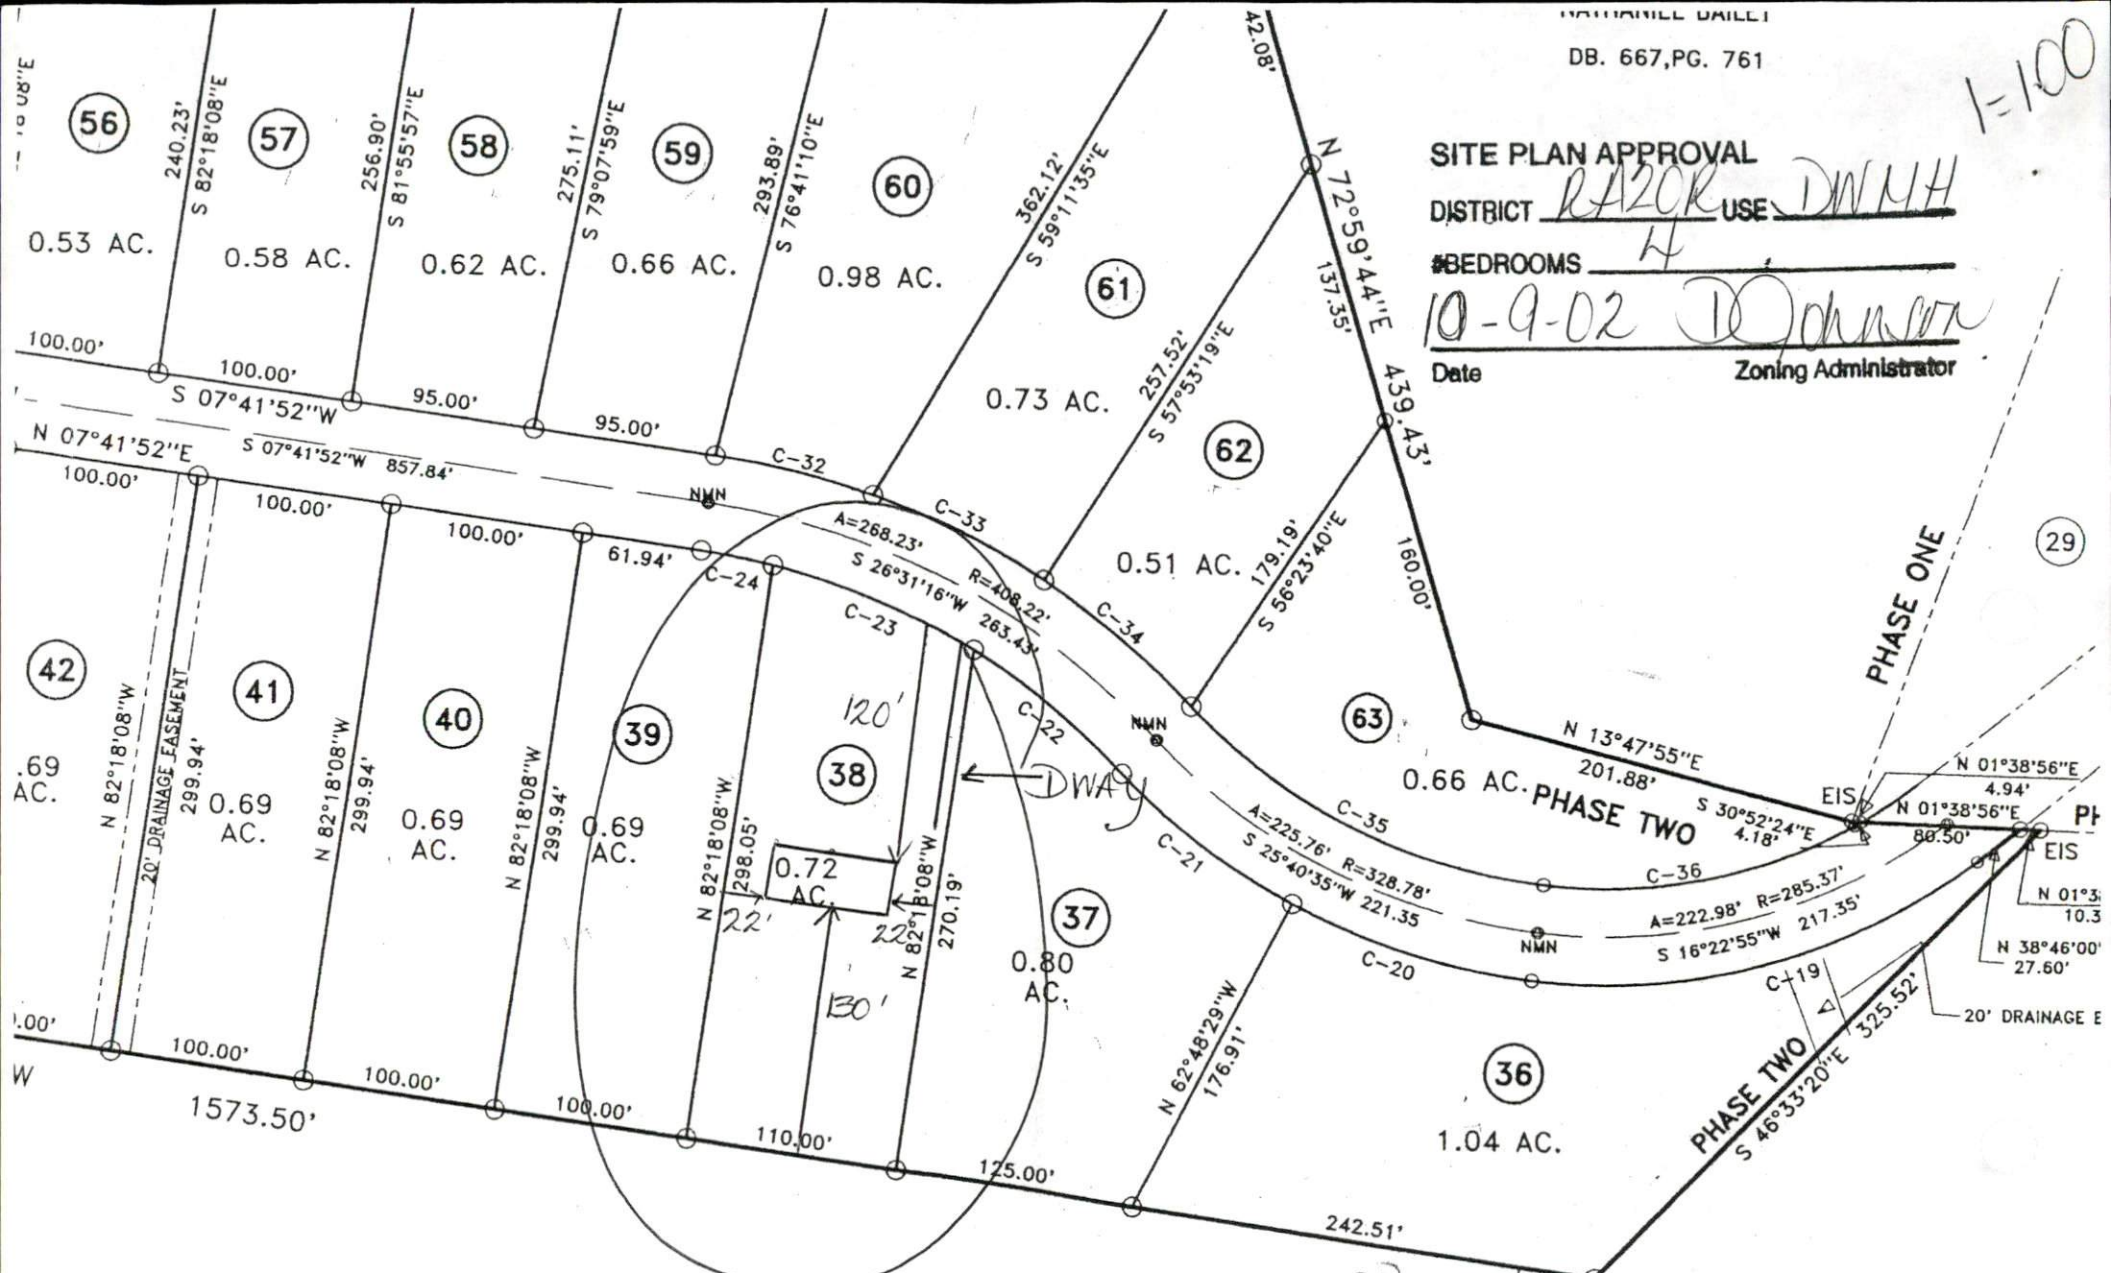 DB. 667,PG. 761
1=100
SITE PLAN APPROVAL
DISTRICT RA20R USE DWMH
#BEDROOMS 4
10-9-02 DJohnson
Date Zoning Administrator
56
0.53 AC.
240.23'
S 82°18'08"E
57
0.58 AC.
256.90'
S 81°55'57"E
58
0.62 AC.
275.11'
S 79°07'59"E
59
0.66 AC.
293.89'
S 76°41'10"E
60
0.98 AC.
362.12'
S 59°11'35"E
61
0.73 AC.
257.52'
S 57°53'19"E
62
0.51 AC.
179.19'
S 56°23'40"E
42.08'
N 72°59'44"E 439.43'
137.35'
160.00'
100.00'
100.00'
95.00'
95.00'
C-32
C-33
C-34
C-35
C-36
S 07°41'52"W
N 07°41'52"E
S 07°41'52"W 857.84'
NMN
A=268.23' R=408.22'
S 26°31'16"W 263.43'
100.00'
100.00'
100.00'
61.94'
C-24
C-23
C-22
C-21
C-20
C-19
63
0.66 AC.
PHASE TWO
PHASE ONE
29
N 13°47'55"E
201.88'
S 30°52'24"E
4.18'
EIS
N 01°38'56"E
4.94'
N 01°38'56"E
80.50'
EIS
N 38°46'00'
27.60'
20' DRAINAGE E
NMN
A=225.76' R=328.78'
S 25°40'35"W 221.35
NMN
A=222.98' R=285.37'
S 16°22'55"W 217.35'
42
.69
AC.
N 82°18'08"W
20' DRAINAGE EASEMENT
299.94'
41
0.69
AC.
N 82°18'08"W
299.94'
40
0.69
AC.
N 82°18'08"W
299.94'
39
0.69
AC.
N 82°18'08"W
298.05'
38
120'
0.72
AC.
22'
22'
130'
N 82°18'08"W
270.19'
DWAY
37
0.80
AC.
N 62°48'29"W
176.91'
36
1.04 AC.
PHASE TWO
S 46°33'20"E 325.52'
W
100.00'
100.00'
100.00'
110.00'
125.00'
242.51'
1573.50'